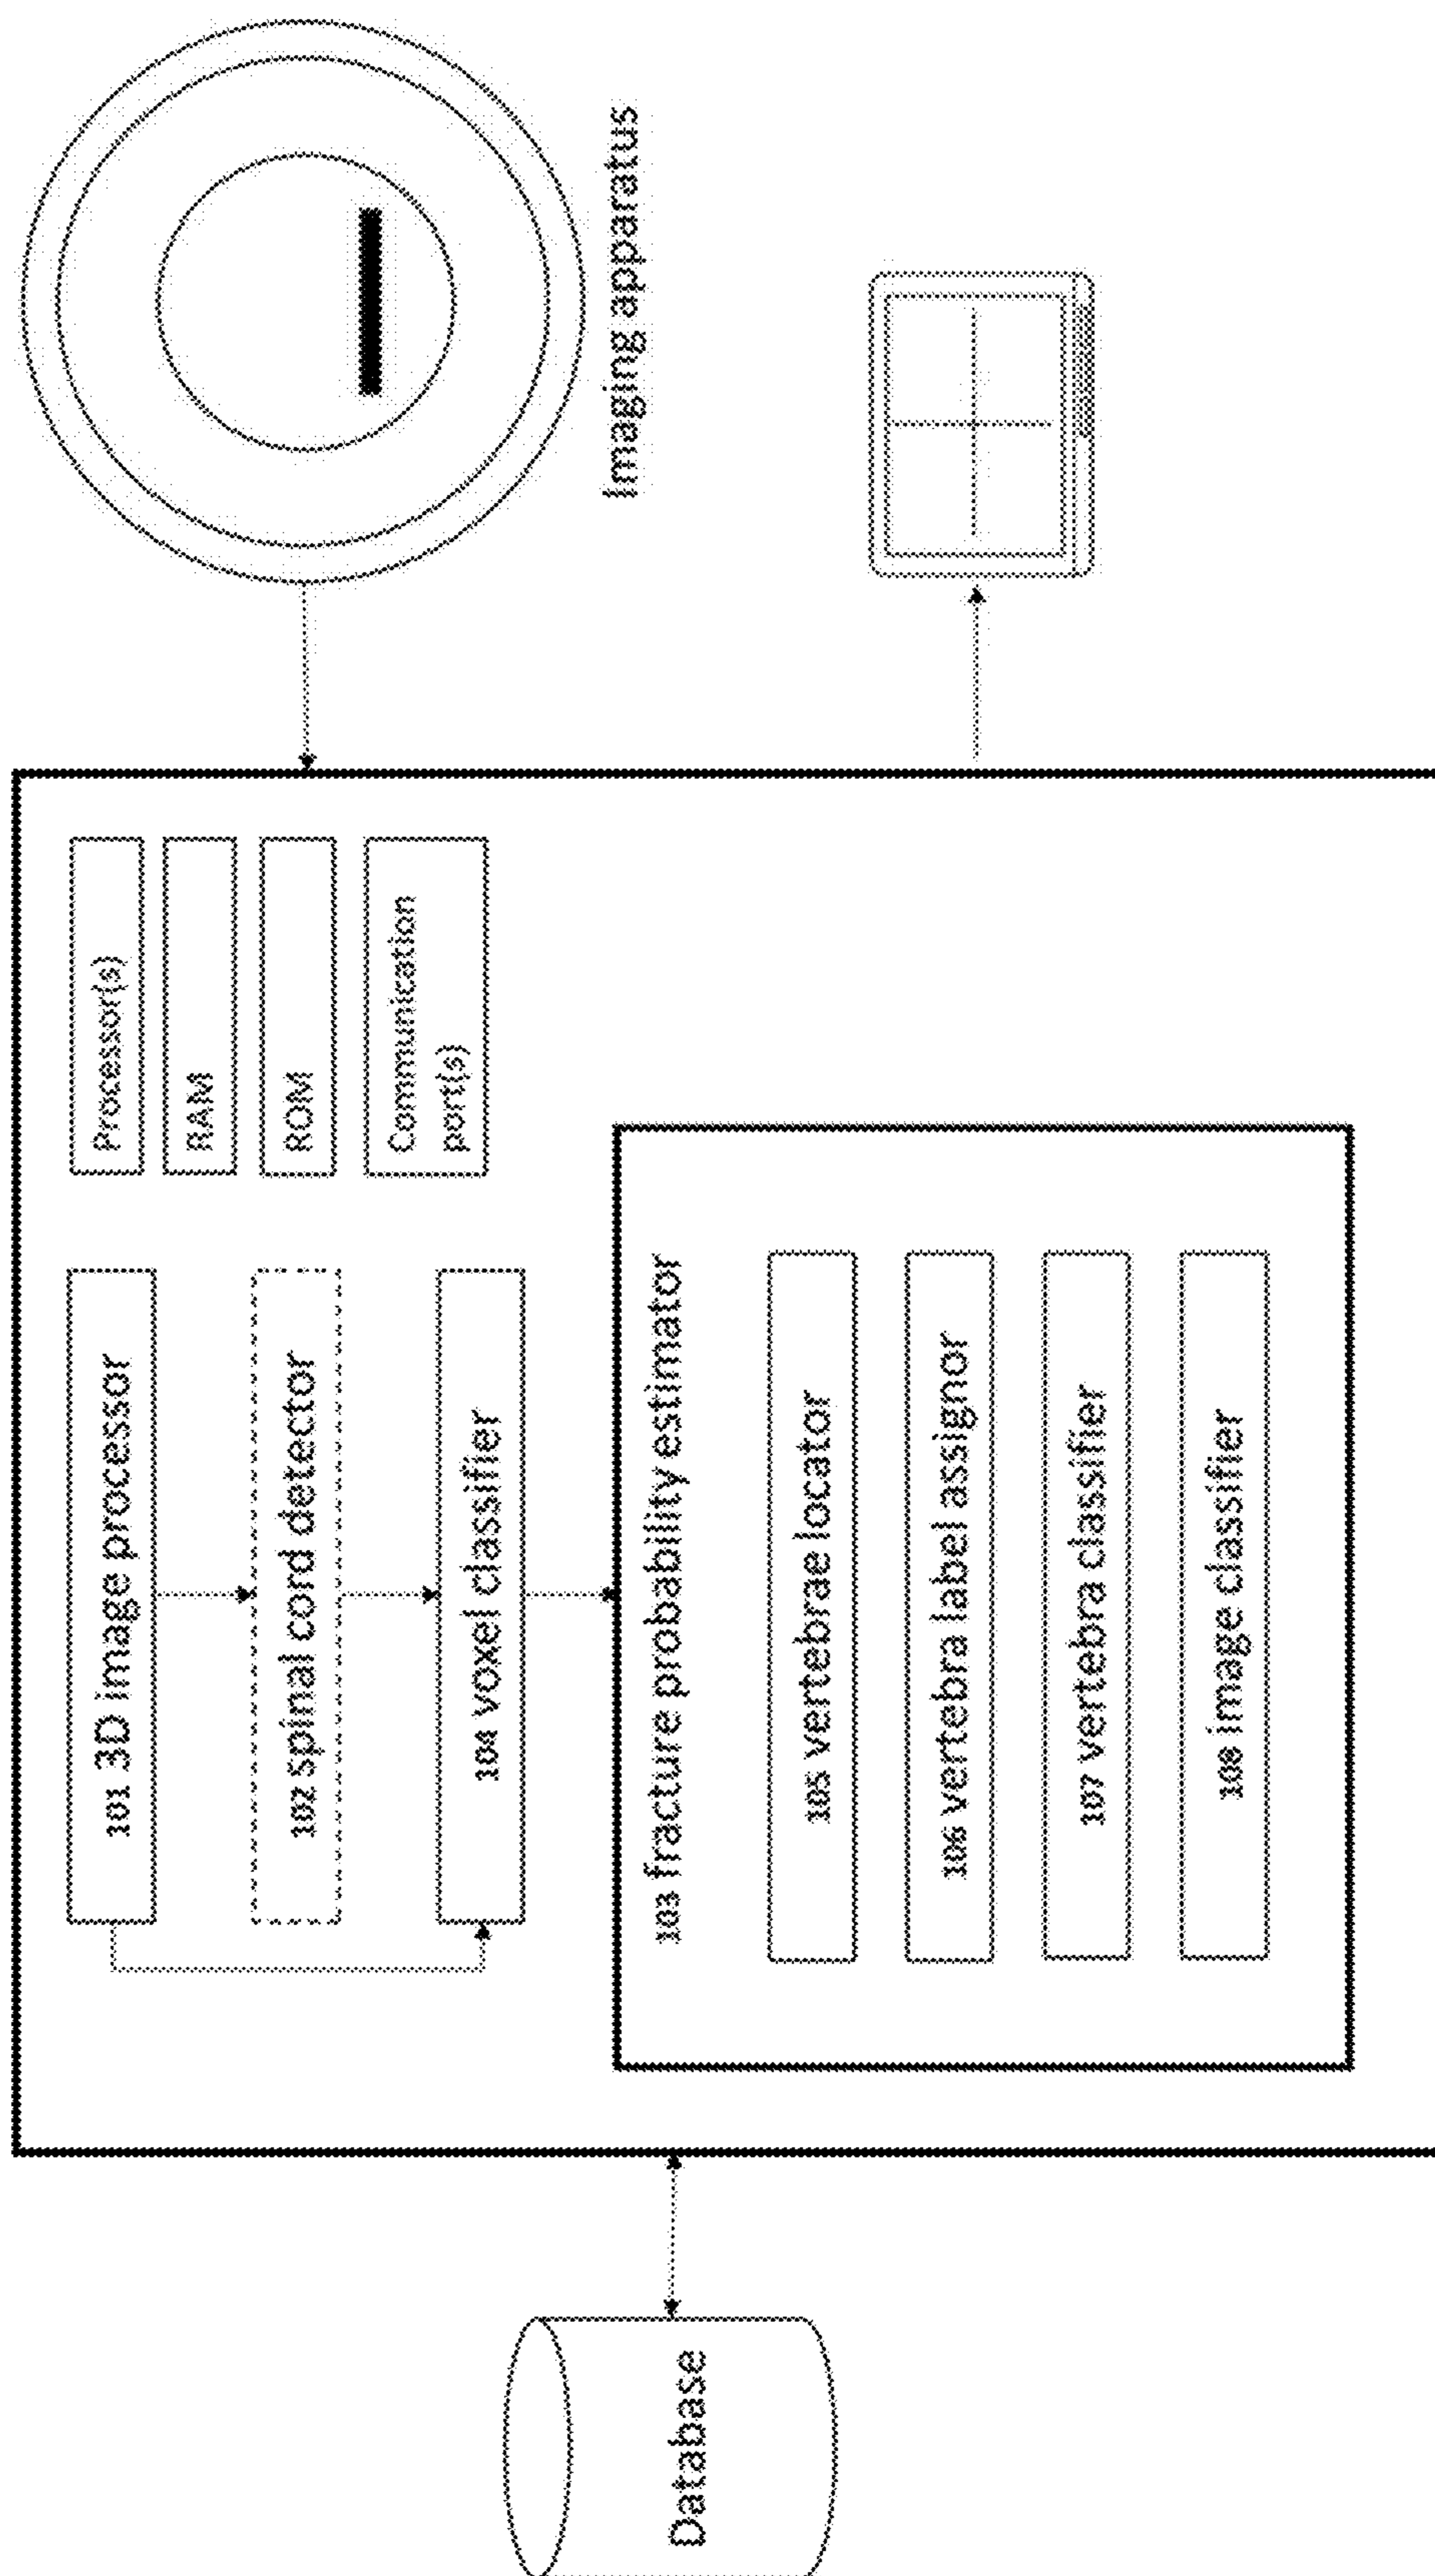 Database
101 3D image processor
102 spinal cord detector
104 voxel classifier
103 fracture probability estimator
105 vertebrae locator
106 vertebra label assignor
107 vertebra classifier
108 image classifier
Processor(s)
RAM
ROM
Communication
port(s)
Imaging apparatus